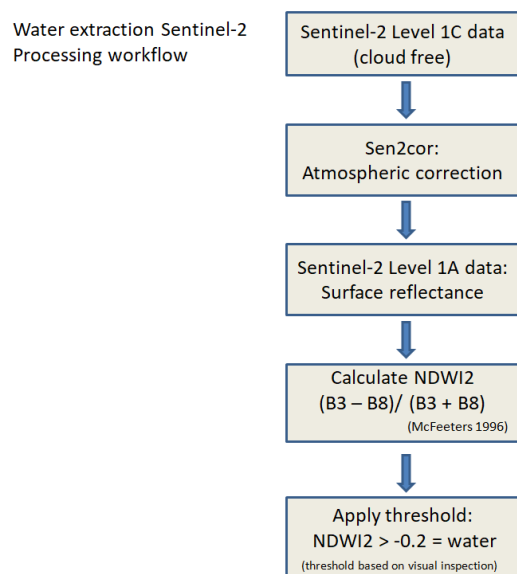 Water extraction Sentinel-2
Processing workflow
Sentinel-2 Level 1C data
(cloud free)
Sen2cor:
Atmospheric correction
Sentinel-2 Level 1A data:
Surface reflectance
Calculate NDWI2
(B3 – B8)/ (B3 + B8)
(McFeeters 1996)
Apply threshold:
NDWI2 > -0.2 = water
(threshold based on visual inspection)